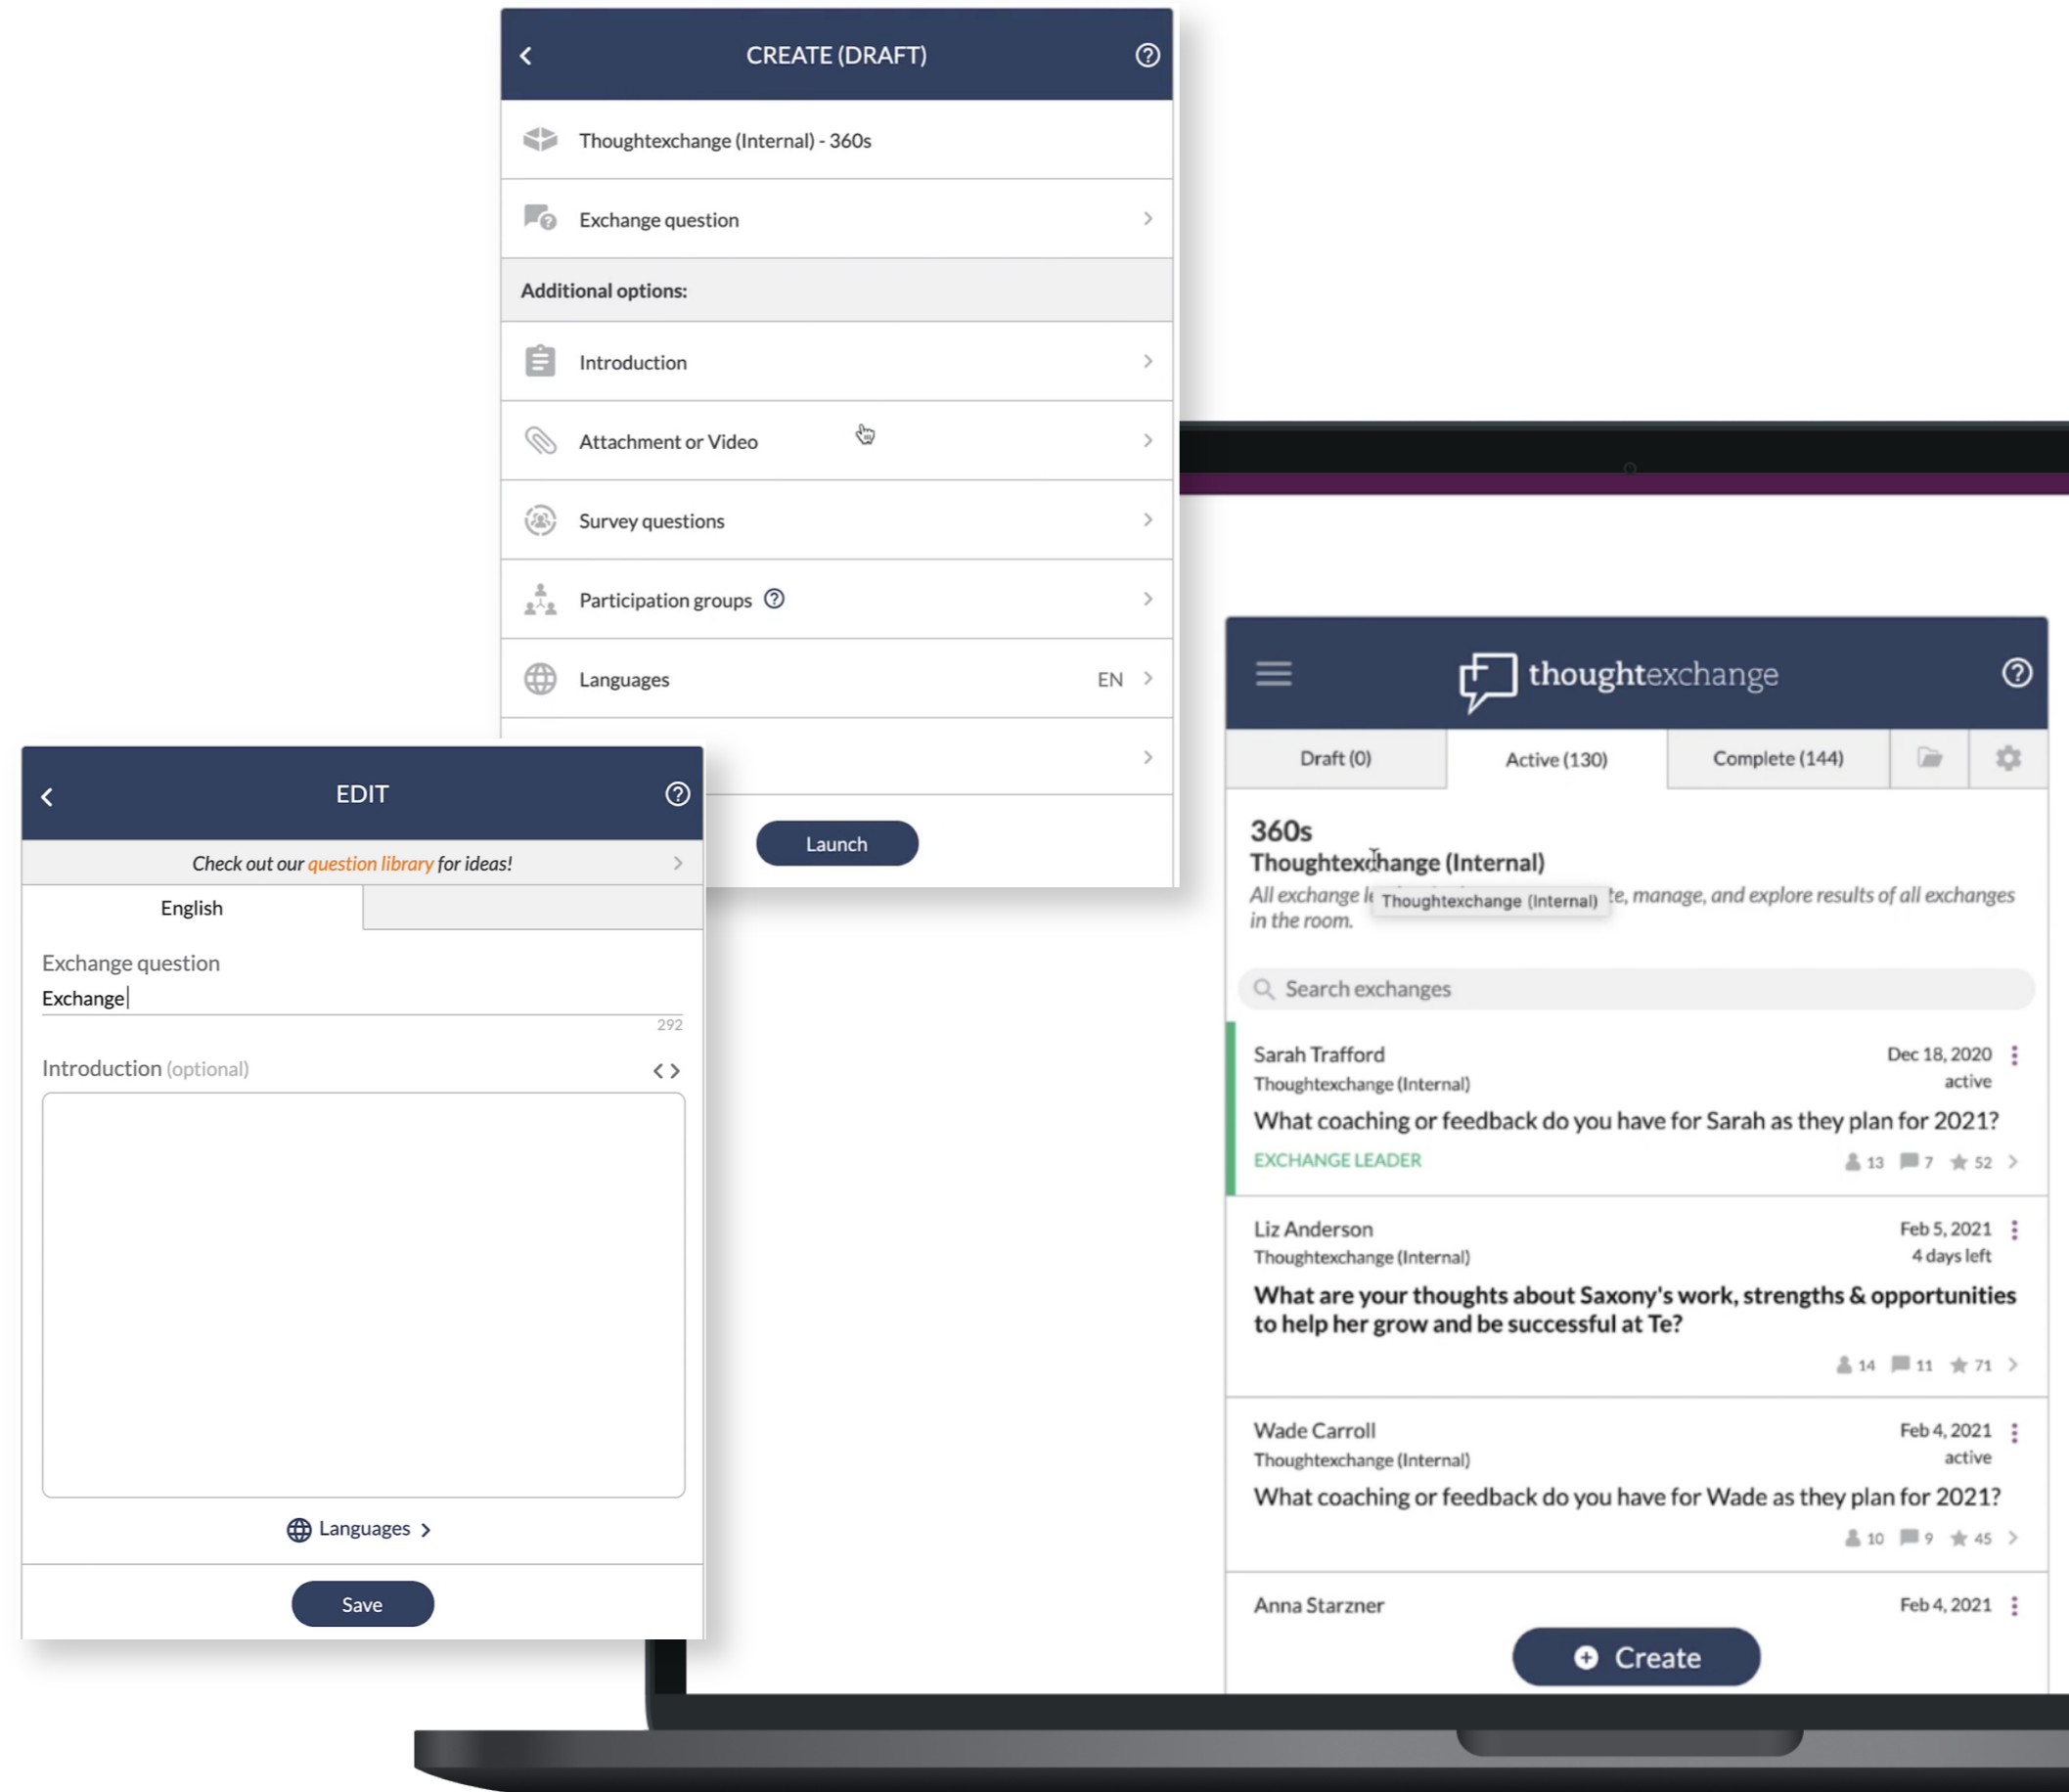 CREATE (DRAFT)
Thoughtexchange (Internal) - 360s
Exchange question
Additional options:
Introduction
Attachment or Video
Survey questions
Participation groups
Languages EN
Launch
EDIT
Check out our question library for ideas!
English
Exchange question
Exchange
292
Introduction (optional)
Languages
Save
thoughtexchange
Draft (0) Active (130) Complete (144)
360s
Thoughtexchange (Internal)
All exchange
Thoughtexchange (Internal)
manage, and explore results of all exchanges
in the room.
Search exchanges
Sarah Trafford Dec 18, 2020
Thoughtexchange (Internal) active
What coaching or feedback do you have for Sarah as they plan for 2021?
EXCHANGE LEADER 13 7 52
Liz Anderson Feb 5, 2021
Thoughtexchange (Internal) 4 days left
What are your thoughts about Saxony's work, strengths & opportunities
to help her grow and be successful at Te?
14 11 71
Wade Carroll Feb 4, 2021
Thoughtexchange (Internal) active
What coaching or feedback do you have for Wade as they plan for 2021?
10 9 45
Anna Starzner Feb 4, 2021
Create